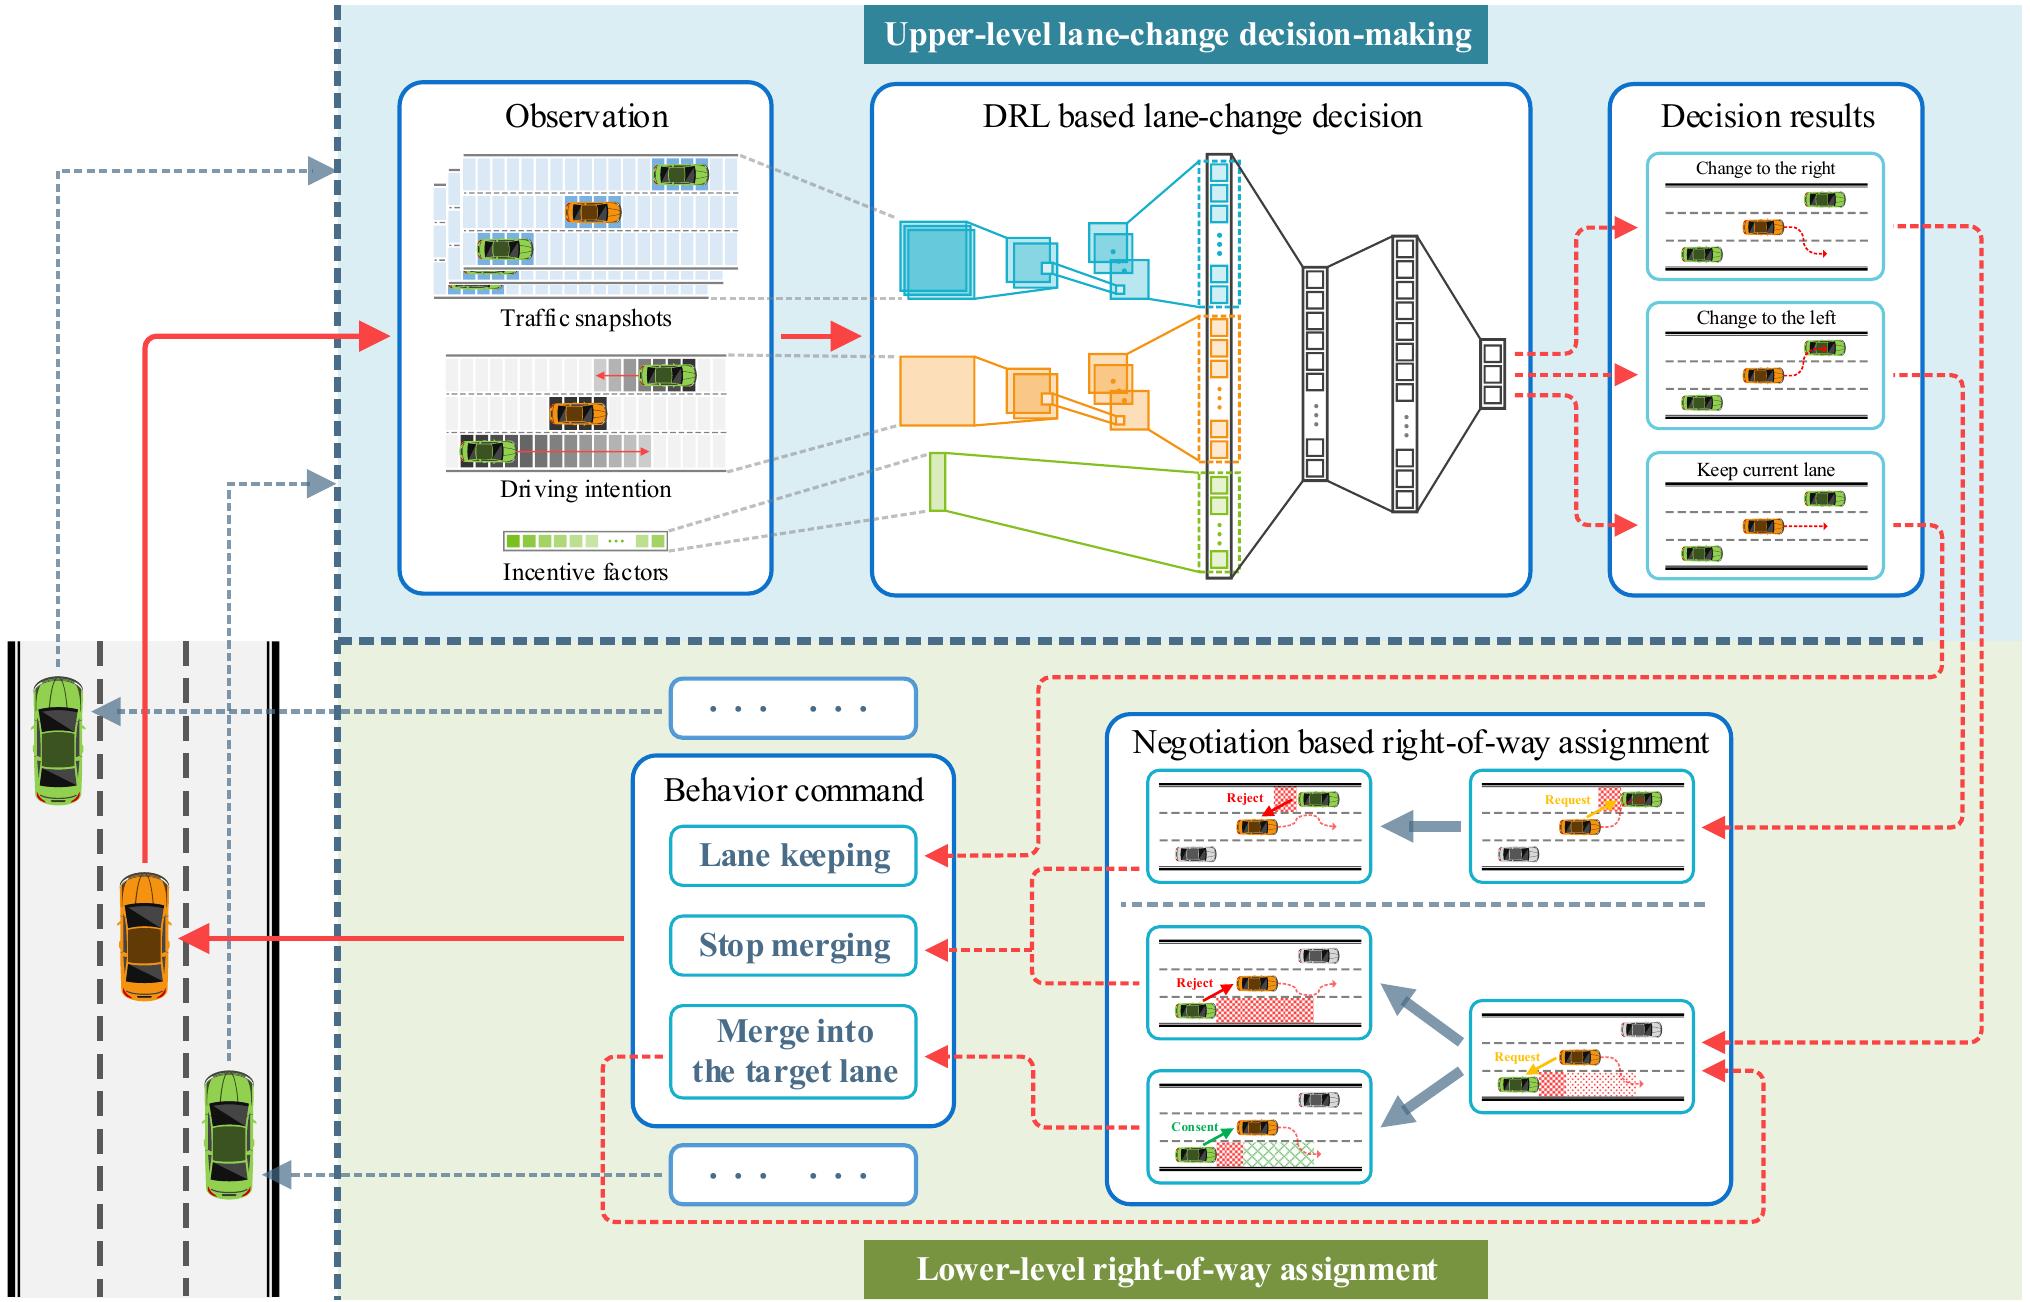 Upper-level lane-change decision-making
Observation
Traffic snapshots
Driving intention
Incentive factors
DRL based lane-change decision
Decision results
Change to the right
Change to the left
Keep current lane
Behavior command
Lane keeping
Stop merging
Merge into
the target lane
Negotiation based right-of-way assignment
Reject
Request
Reject
Request
Consent
Lower-level right-of-way assignment